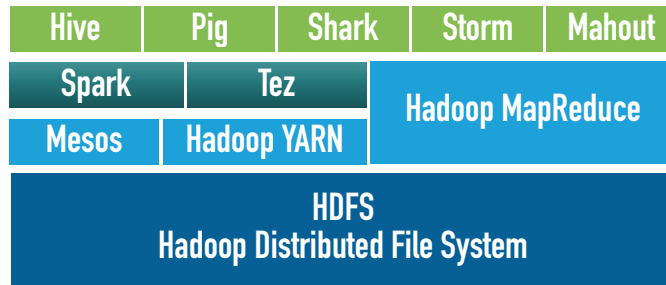 Hive Pig Shark Storm Mahout
Spark Tez
Hadoop MapReduce
Mesos Hadoop YARN
HDFS
Hadoop Distributed File System